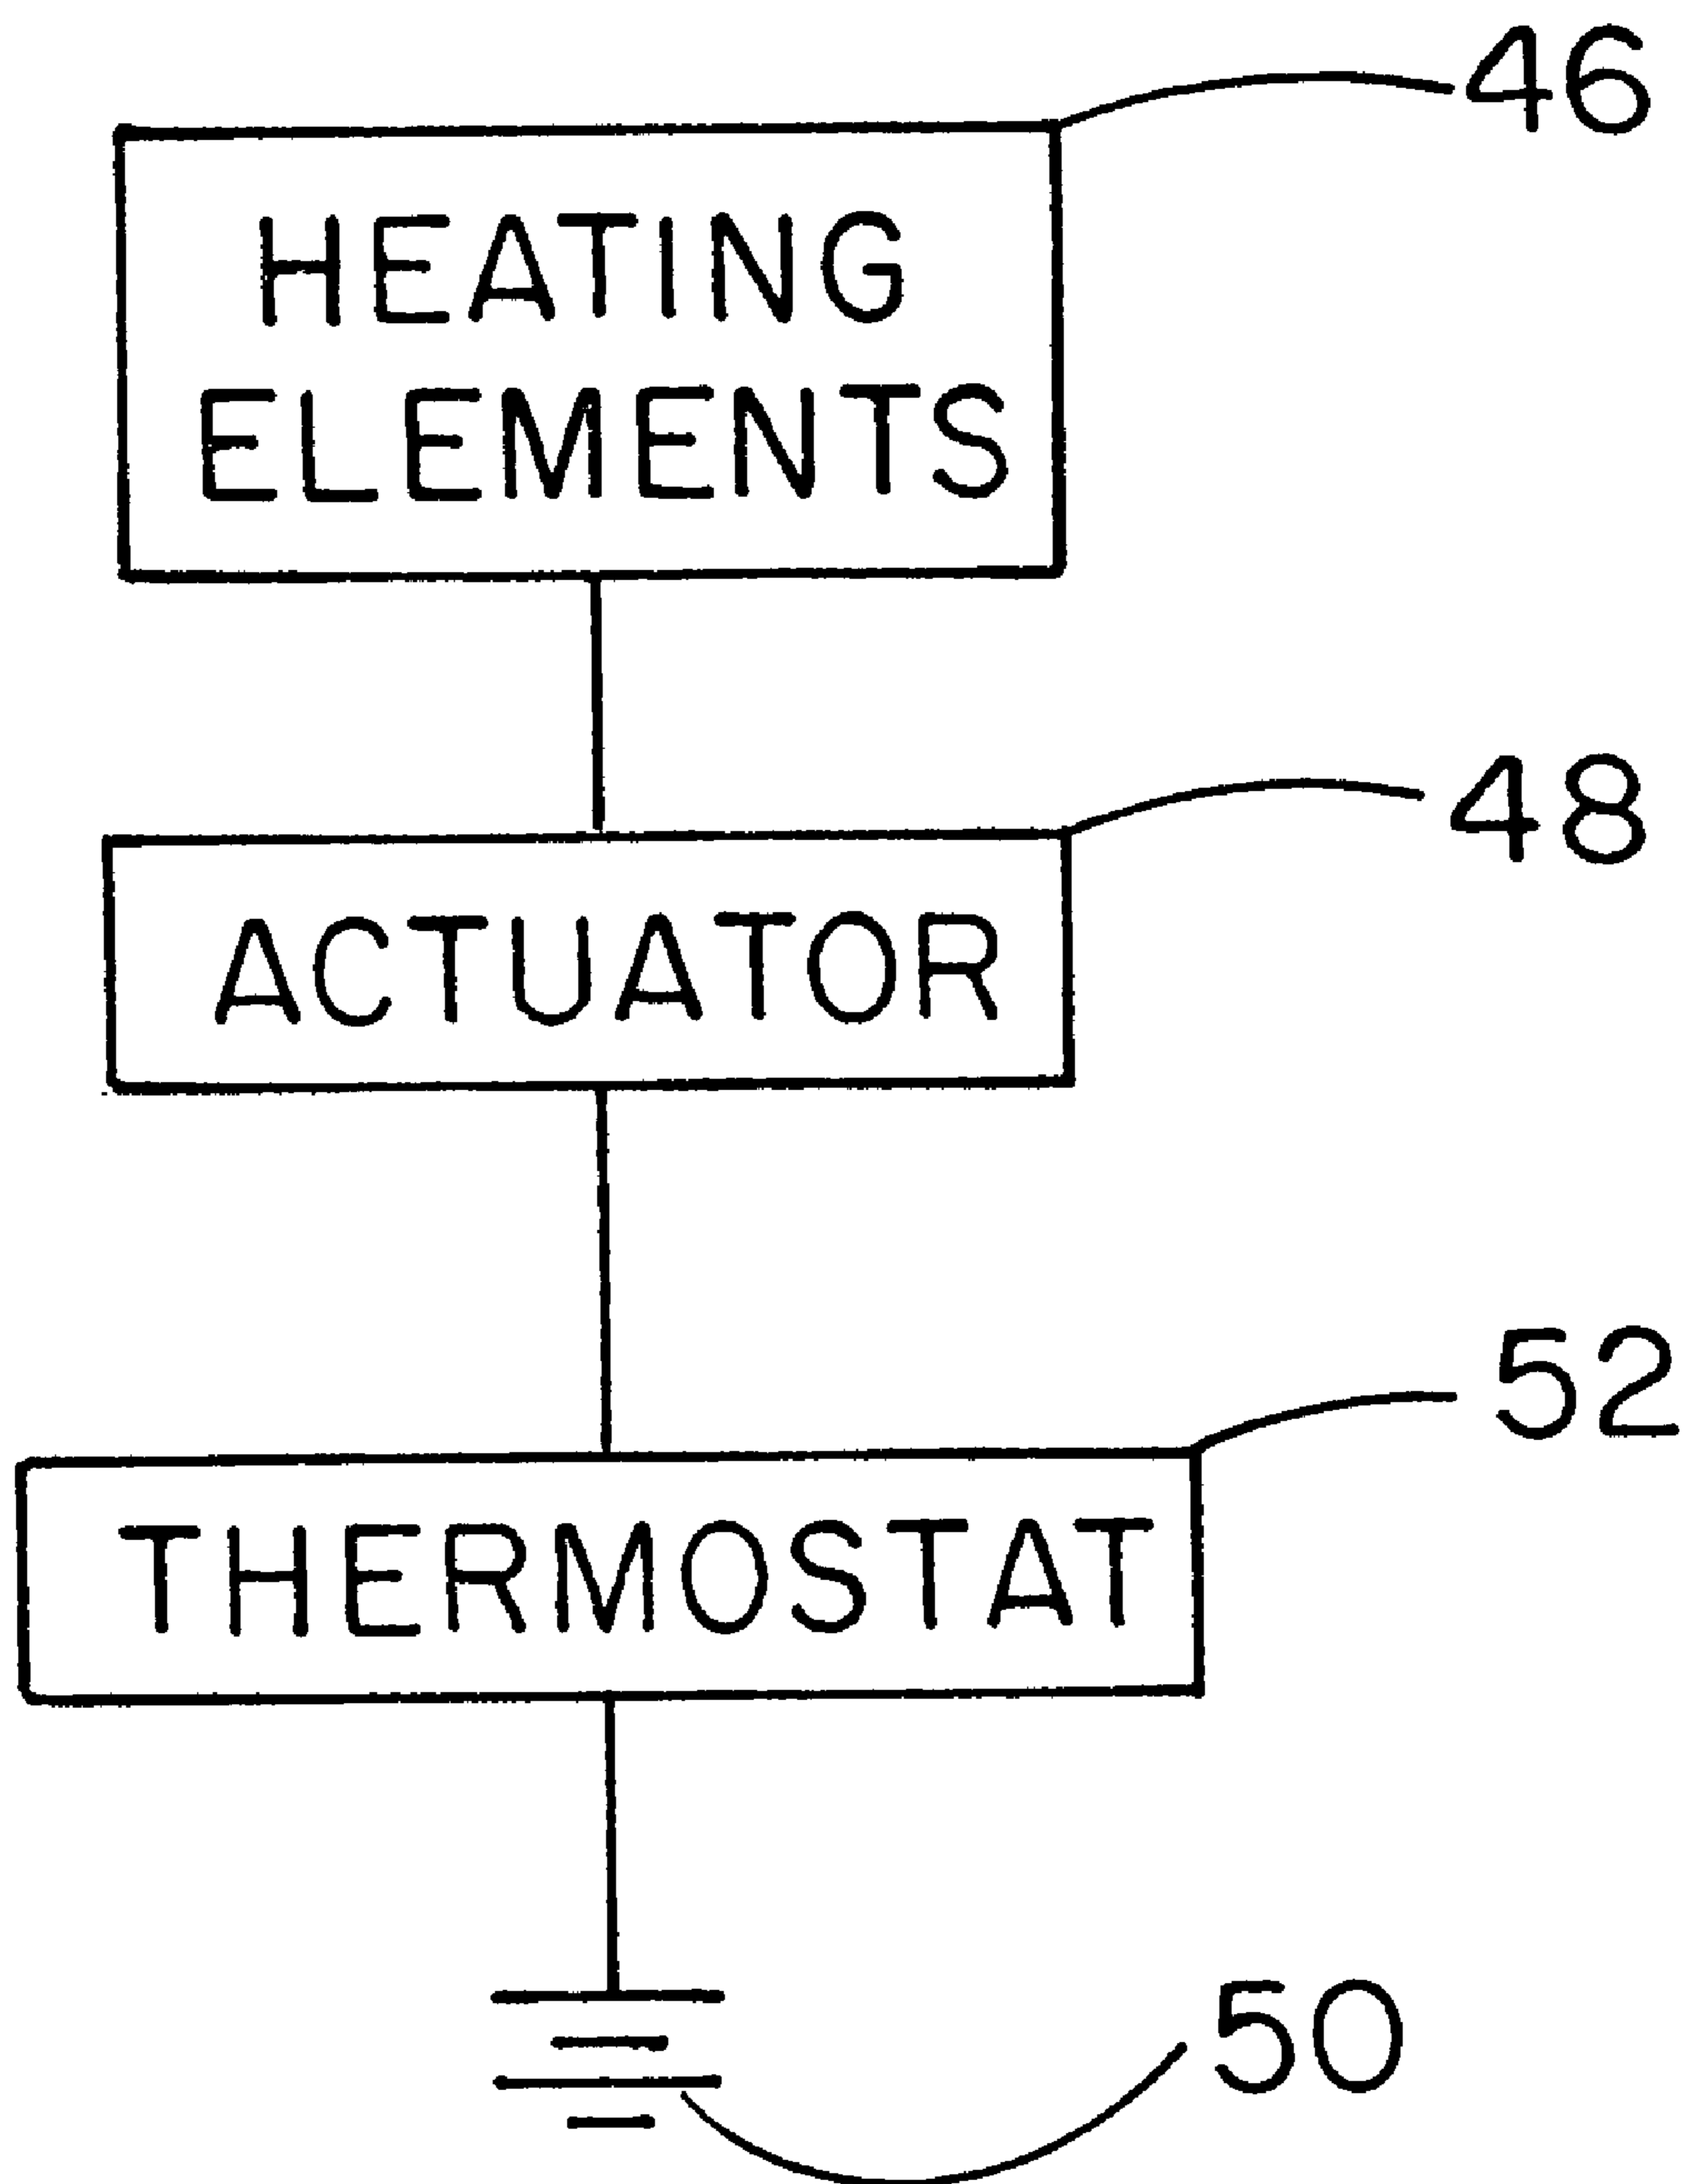 46
HEATING
ELEMENTS
48
ACTUATOR
52
THERMOSTAT
50